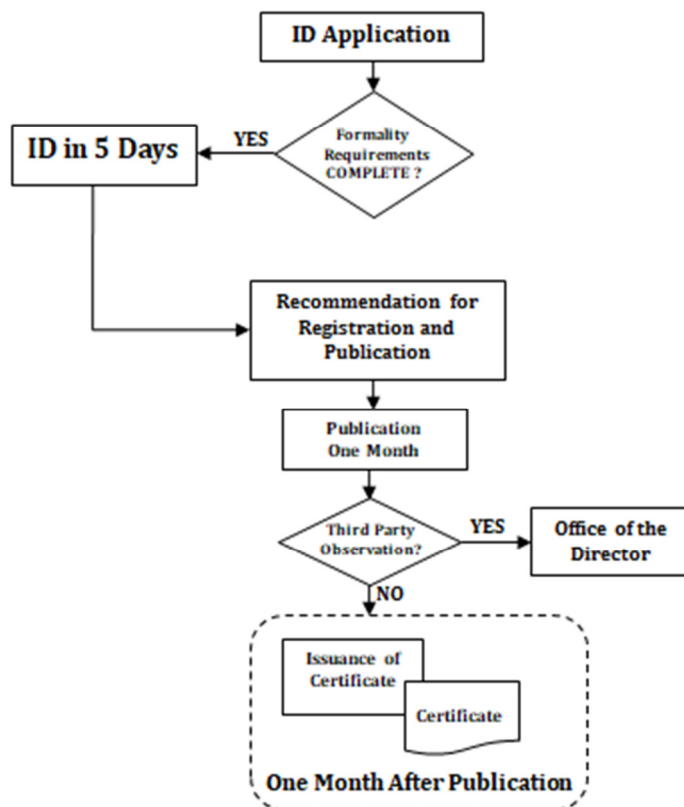 ID Application
Formality
Requirements
COMPLETE ?
YES
ID in 5 Days
Recommendation for
Registration and
Publication
Publication
One Month
Third Party
Observation?
YES
Office of the
Director
NO
Issuance of
Certificate
Certificate
One Month After Publication